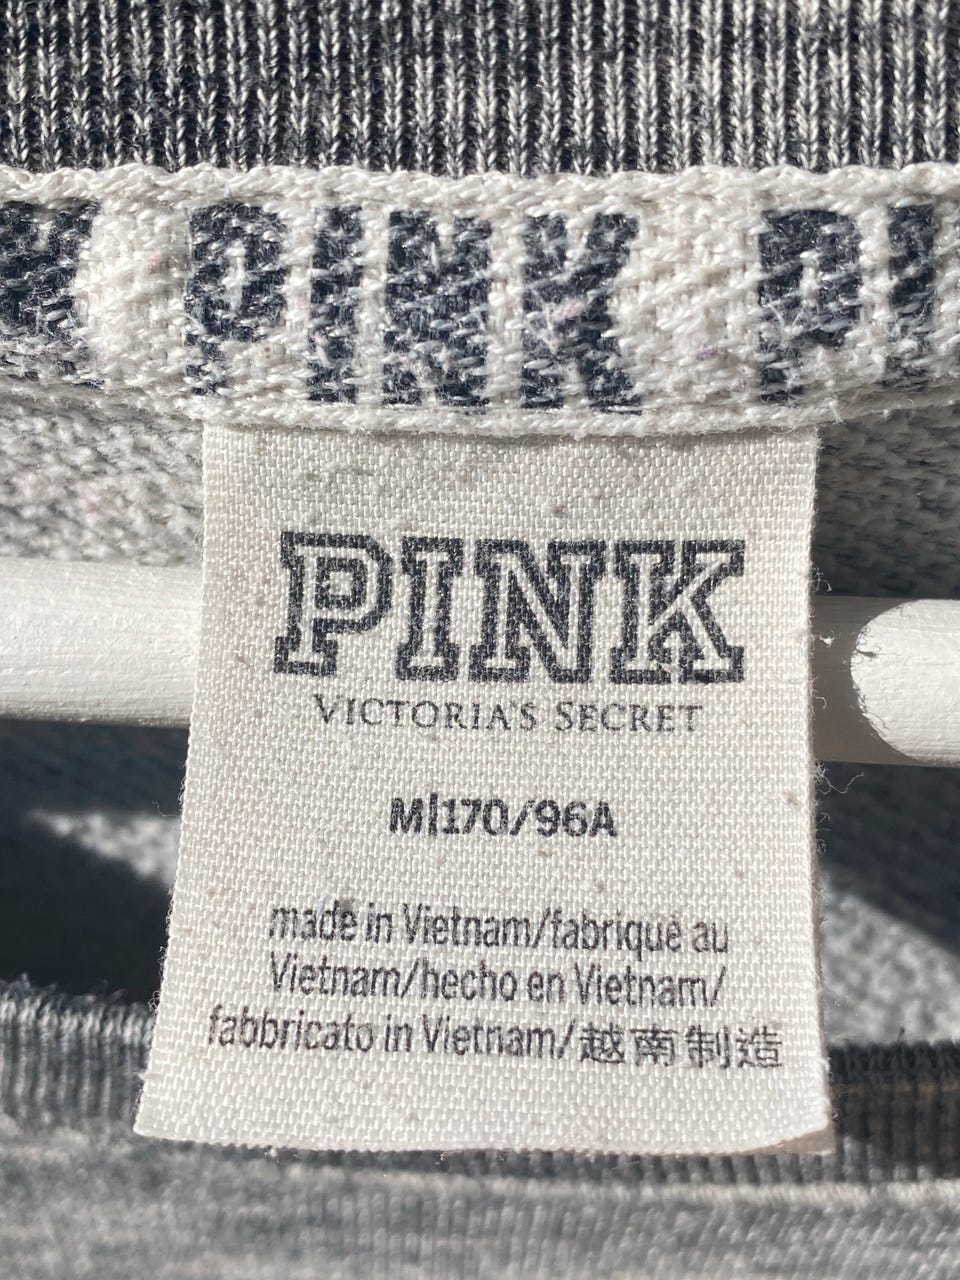 K PINK PI
PINK
VICTORIA'S SECRET
M|170/96A
made in Vietnam/fabriqué au
Vietnam/hecho en Vietnam/
fabbricato in Vietnam/越南制造